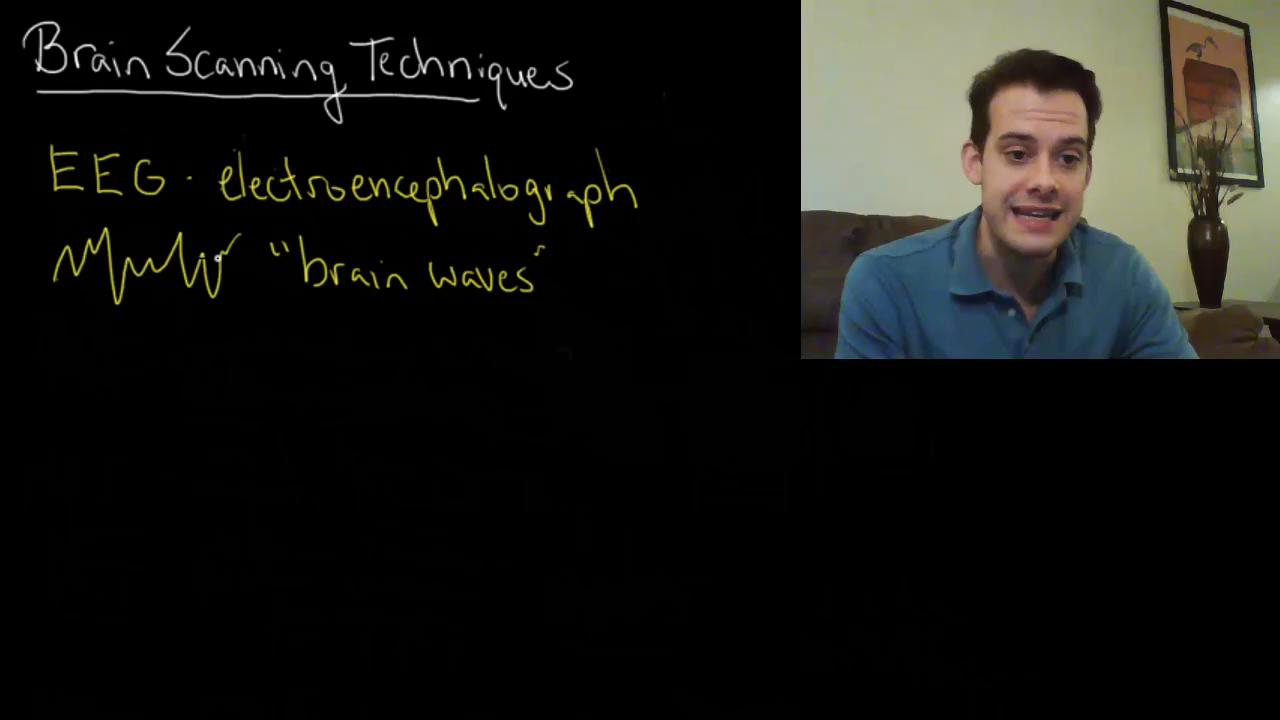 Brain Scanning Techniques
EEG - electroencephalograph
"brain waves"